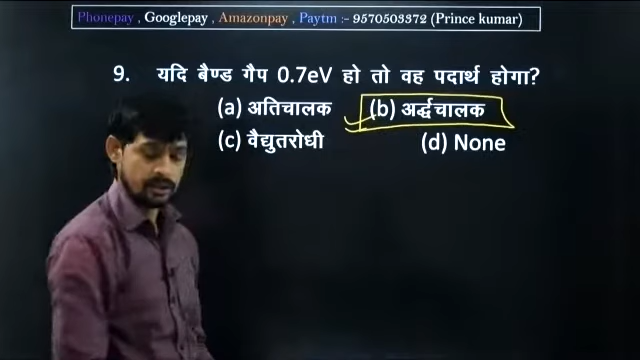 Phonepay , Googlepay , Amazonpay , Paytm :- 9570503372 (Prince kumar)
9. यदि बैण्ड गैप 0.7eV हो तो वह पदार्थ होगा?
(a) अतिचालक (b) अर्द्धचालक
(c) वैद्युतरोधी (d) None